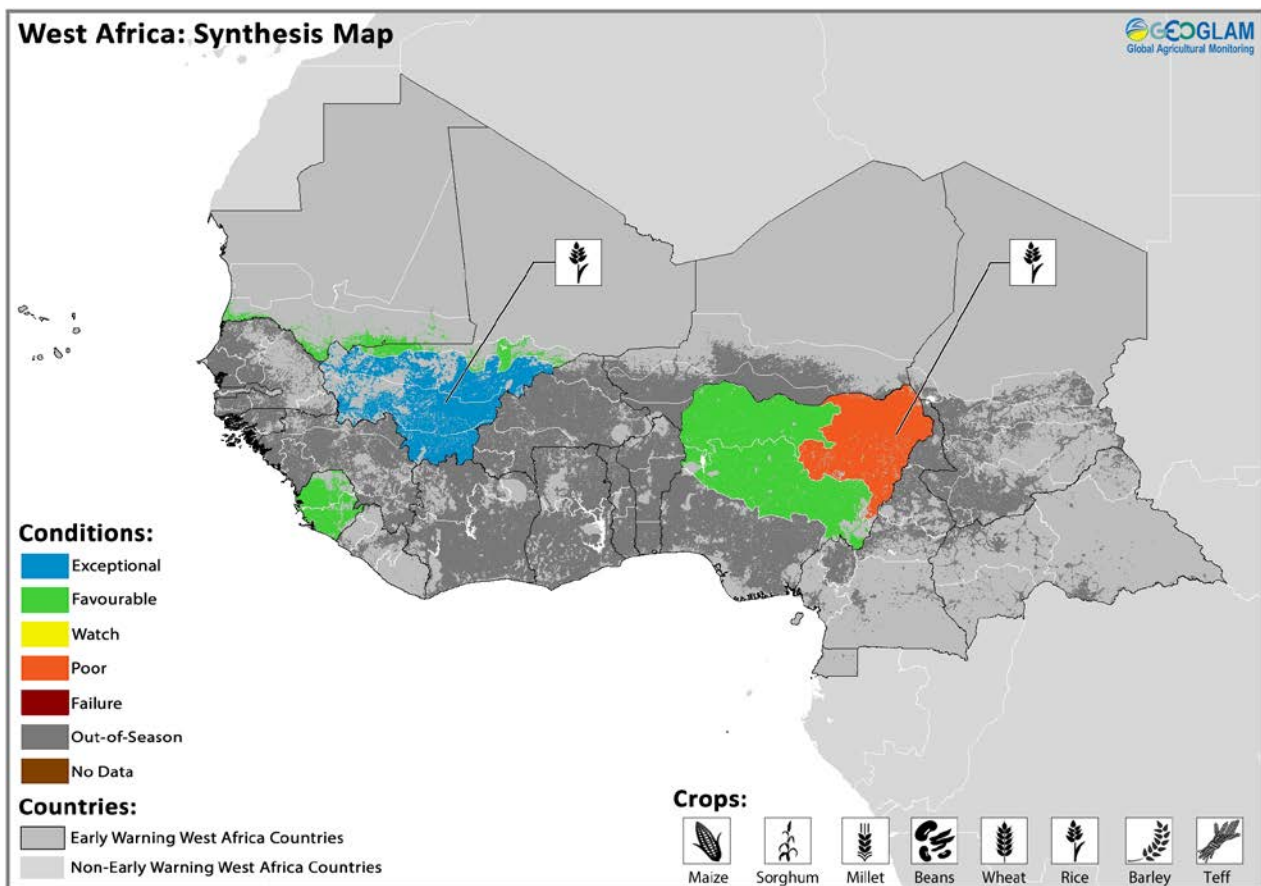 West Africa: Synthesis Map
GEOGLAM
Global Agricultural Monitoring
Conditions:
Exceptional
Favourable
Watch
Poor
Failure
Out-of-Season
No Data
Countries:
Early Warning West Africa Countries
Non-Early Warning West Africa Countries
Crops:
Maize Sorghum Millet Beans Wheat Rice Barley Teff